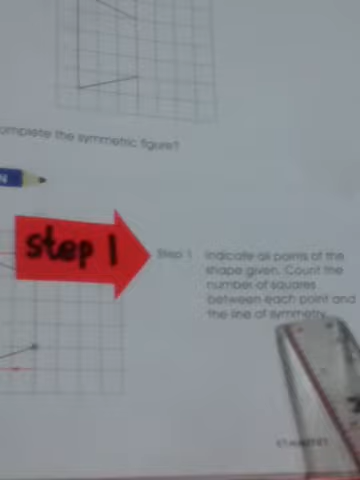 omplete the symmetric figure?
N
step 1
Step 1 Indicate all points of the
shape given. Count the
number of squares
between each point and
the line of symmetry.